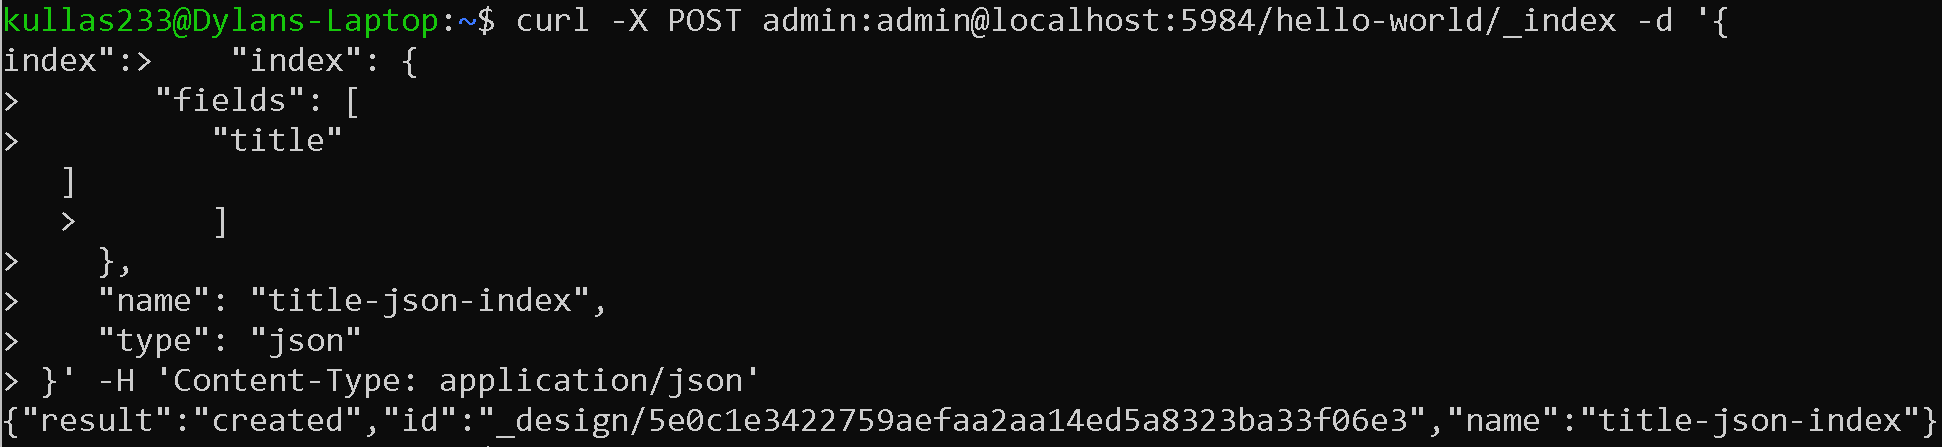 kullas233@Dylans-Laptop:~$ curl -X POST admin:admin@localhost:5984/hello-world/_index -d '{
index":>    "index": {
>       "fields": [
>          "title"
   ]
   >       ]
>    },
>    "name": "title-json-index",
>    "type": "json"
> }' -H 'Content-Type: application/json'
{"result":"created","id":"_design/5e0c1e3422759aefaa2aa14ed5a8323ba33f06e3","name":"title-json-index"}